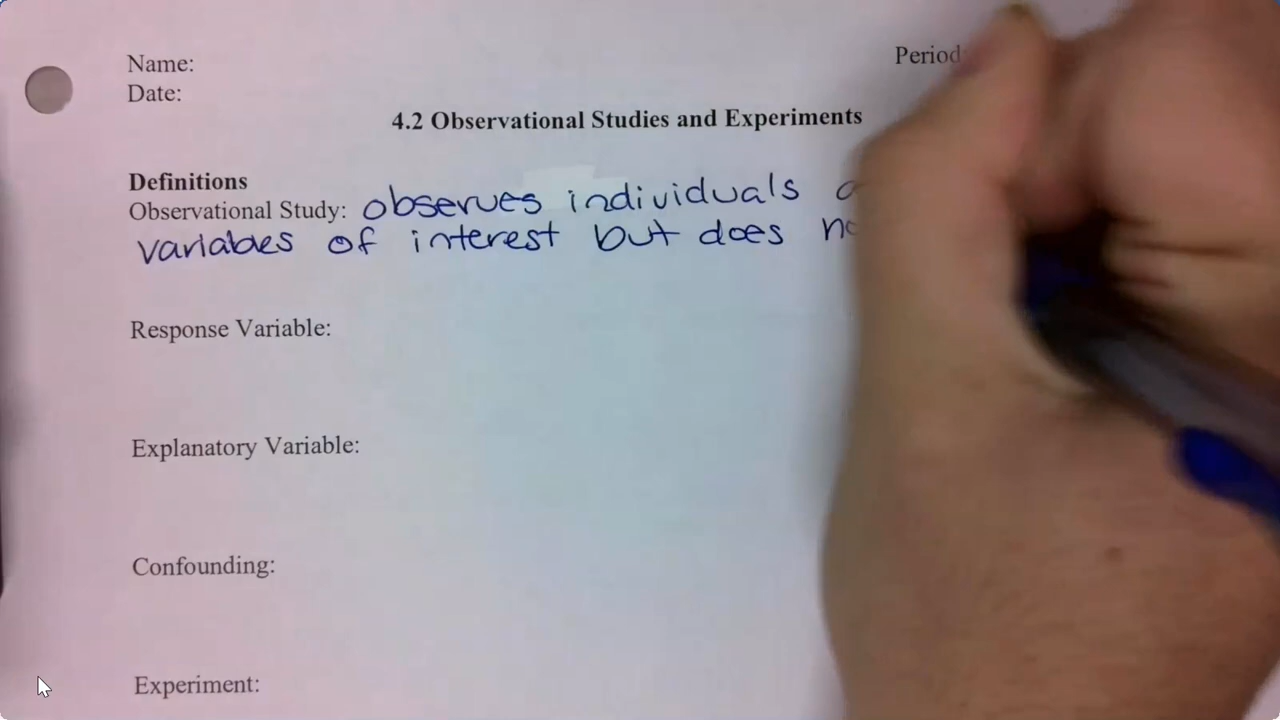 Name:
Period
Date:
4.2 Observational Studies and Experiments
Definitions
Observational Study: observes individuals
variables of interest but does
Response Variable:
Explanatory Variable:
Confounding:
Experiment: